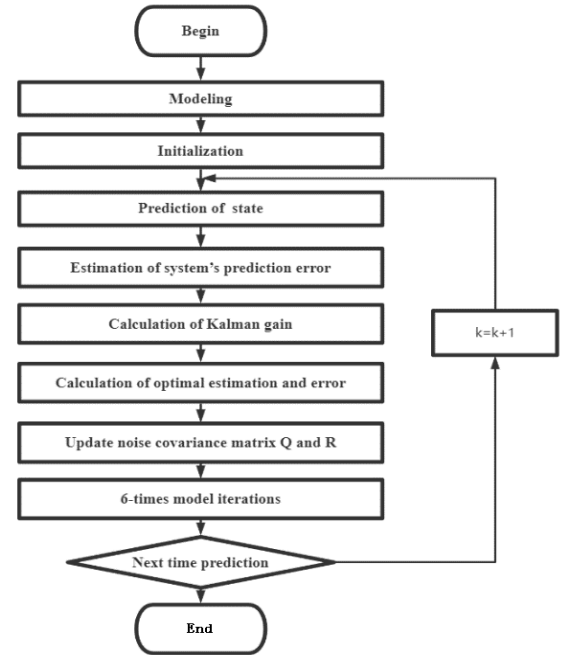 Begin
Modeling
Initialization
Prediction of state
Estimation of system's prediction error
Calculation of Kalman gain
k=k+1
Calculation of optimal estimation and error
Update noise covariance matrix Q and R
6-times model iterations
Next time prediction
End